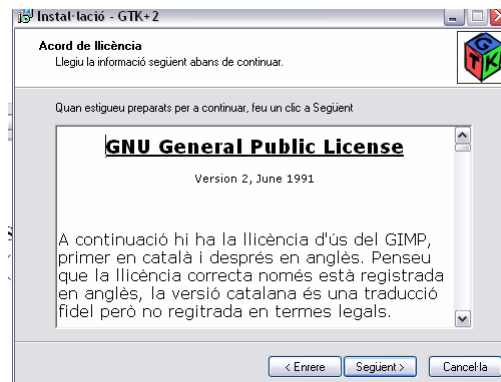 Instal·lació - GTK+2
Acord de llicència
Llegiu la informació següent abans de continuar.
GTK
Quan estigueu preparats per a continuar, feu un clic a Següent
GNU General Public License
Version 2, June 1991
A continuació hi ha la llicència d'ús del GIMP,
primer en català i després en anglès. Penseu
que la llicència correcta només està registrada
en anglès, la versió catalana és una traducció
fidel però no regitrada en termes legals.
< Enrere
Següent >
Cancel·la